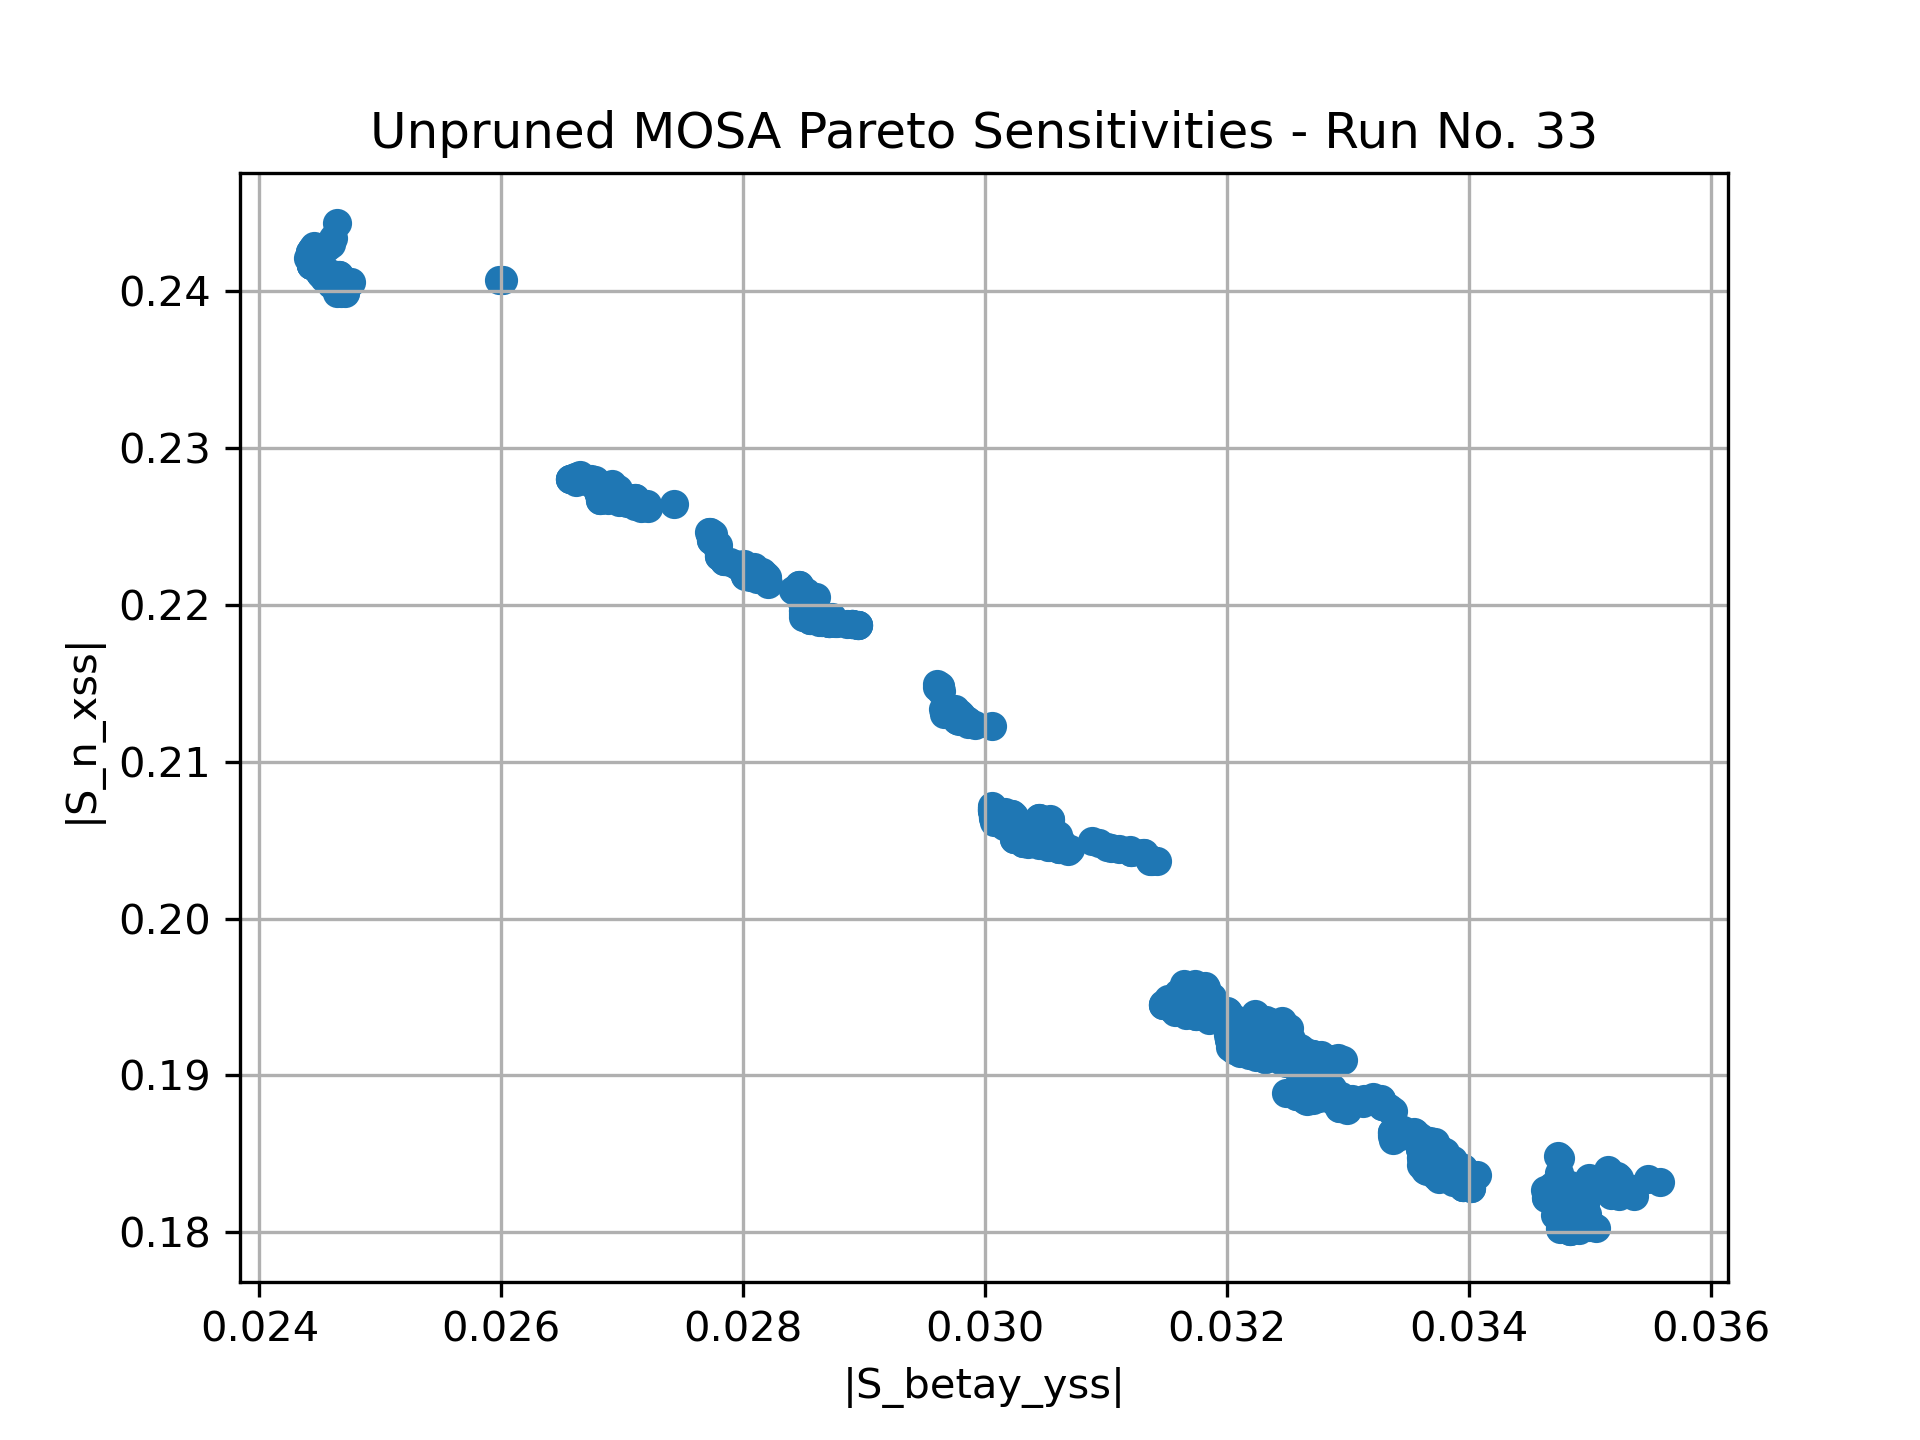 Unpruned MOSA Pareto Sensitivities - Run No. 33
|S_n_xss|
0.24
0.23
0.22
0.21
0.20
0.19
0.18
0.024 0.026 0.028 0.030 0.032 0.034 0.036
|S_betay_yss|